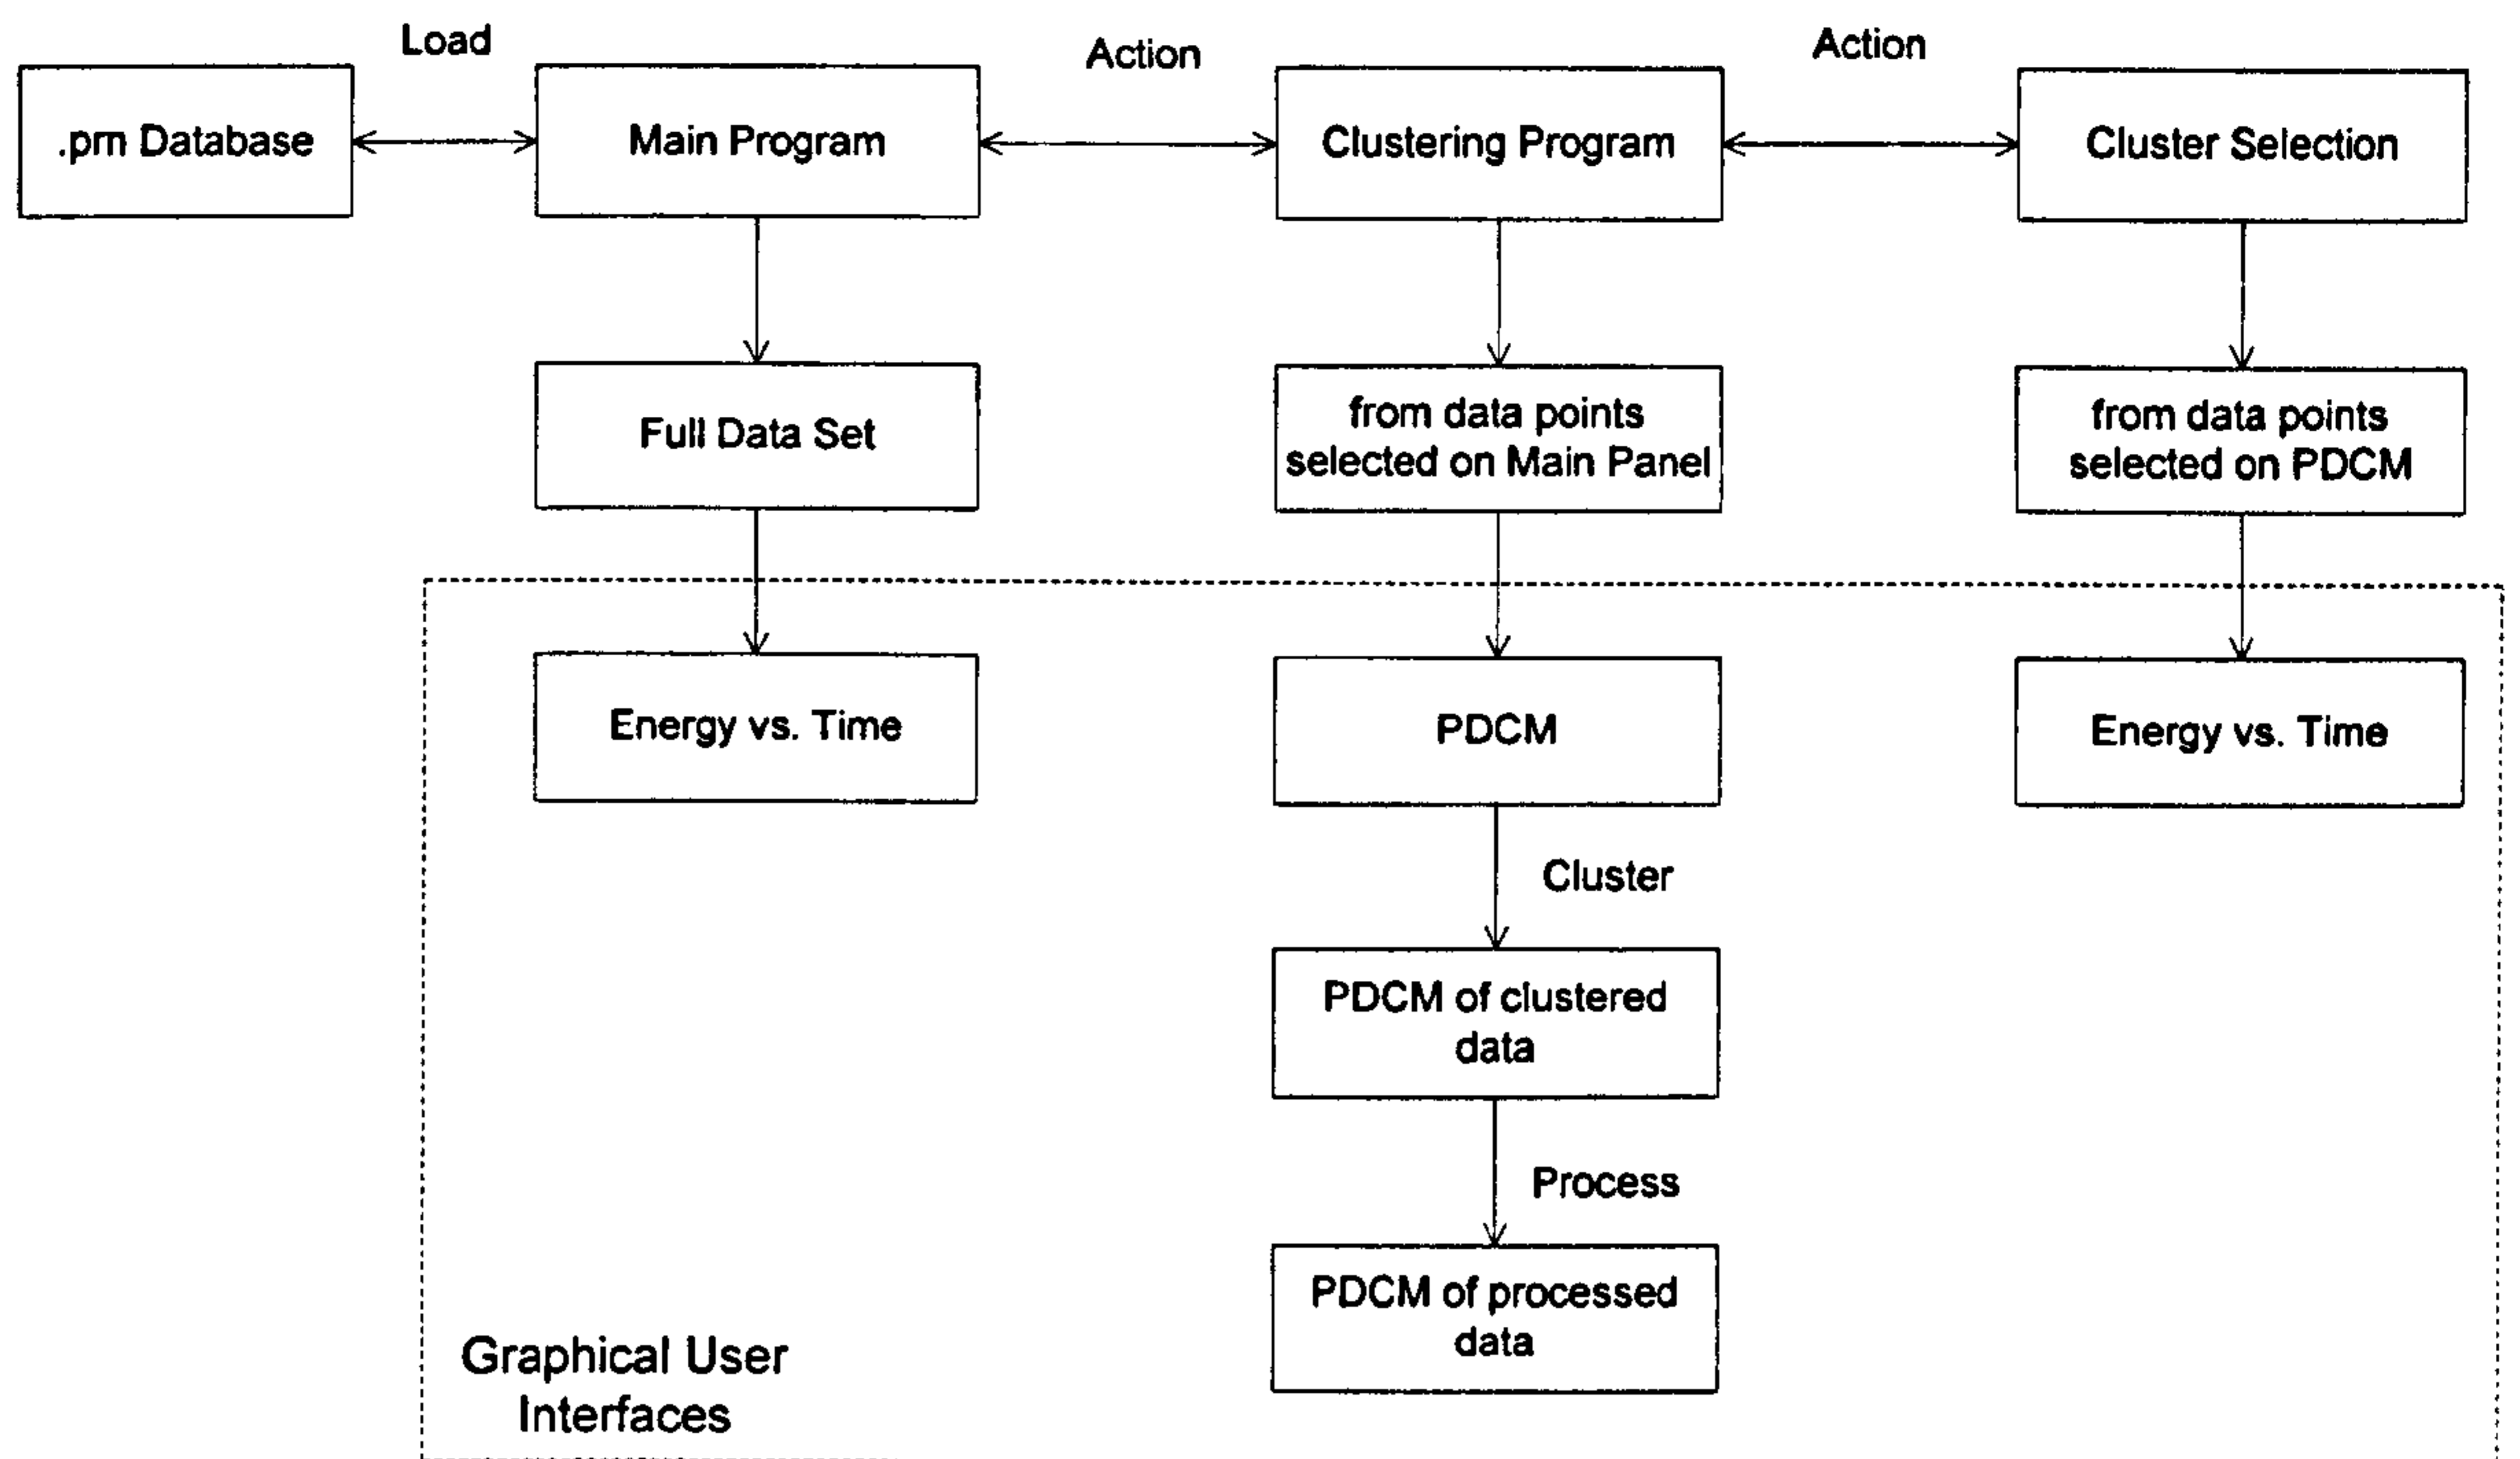 Load
Action
Action
.pm Database
Main Program
Clustering Program
Cluster Selection
Full Data Set
from data points
selected on Main Panel
from data points
selected on PDCM
Energy vs. Time
PDCM
Energy vs. Time
Cluster
PDCM of clustered
data
Process
PDCM of processed
data
Graphical User
Interfaces